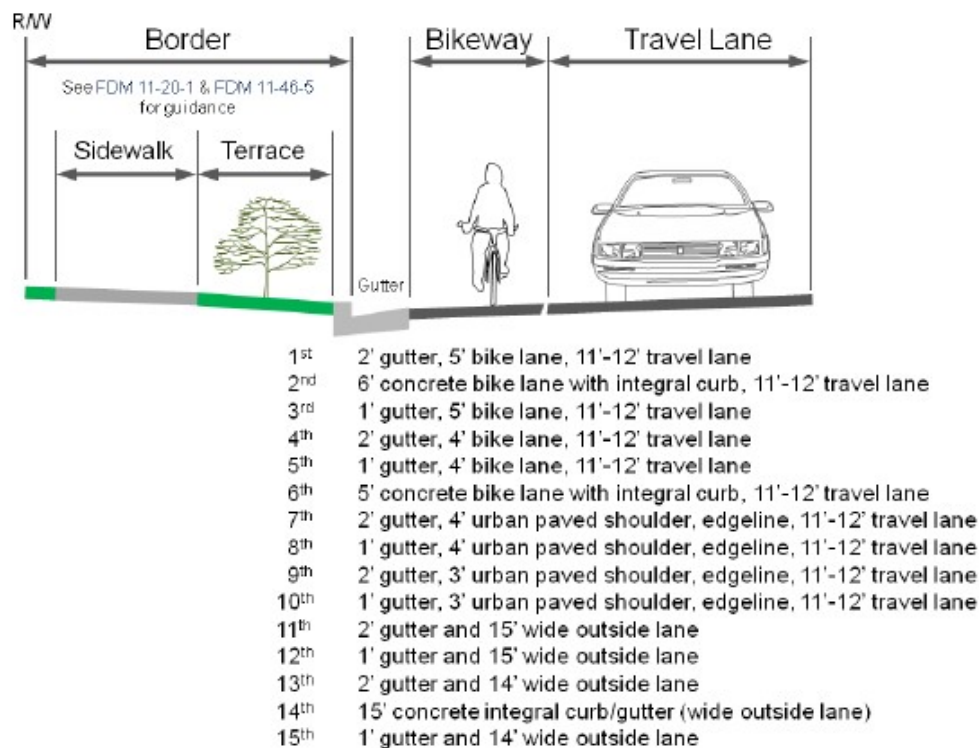 R/W
Border
Bikeway
Travel Lane
See FDM 11-20-1 & FDM 11-46-5
for guidance
Sidewalk
Terrace
Gutter
1st 2' gutter, 5' bike lane, 11'-12' travel lane
2nd 6' concrete bike lane with integral curb, 11'-12' travel lane
3rd 1' gutter, 5' bike lane, 11'-12' travel lane
4th 2' gutter, 4' bike lane, 11'-12' travel lane
5th 1' gutter, 4' bike lane, 11'-12' travel lane
6th 5' concrete bike lane with integral curb, 11'-12' travel lane
7th 2' gutter, 4' urban paved shoulder, edgeline, 11'-12' travel lane
8th 1' gutter, 4' urban paved shoulder, edgeline, 11'-12' travel lane
9th 2' gutter, 3' urban paved shoulder, edgeline, 11'-12' travel lane
10th 1' gutter, 3' urban paved shoulder, edgeline, 11'-12' travel lane
11th 2' gutter and 15' wide outside lane
12th 1' gutter and 15' wide outside lane
13th 2' gutter and 14' wide outside lane
14th 15' concrete integral curb/gutter (wide outside lane)
15th 1' gutter and 14' wide outside lane